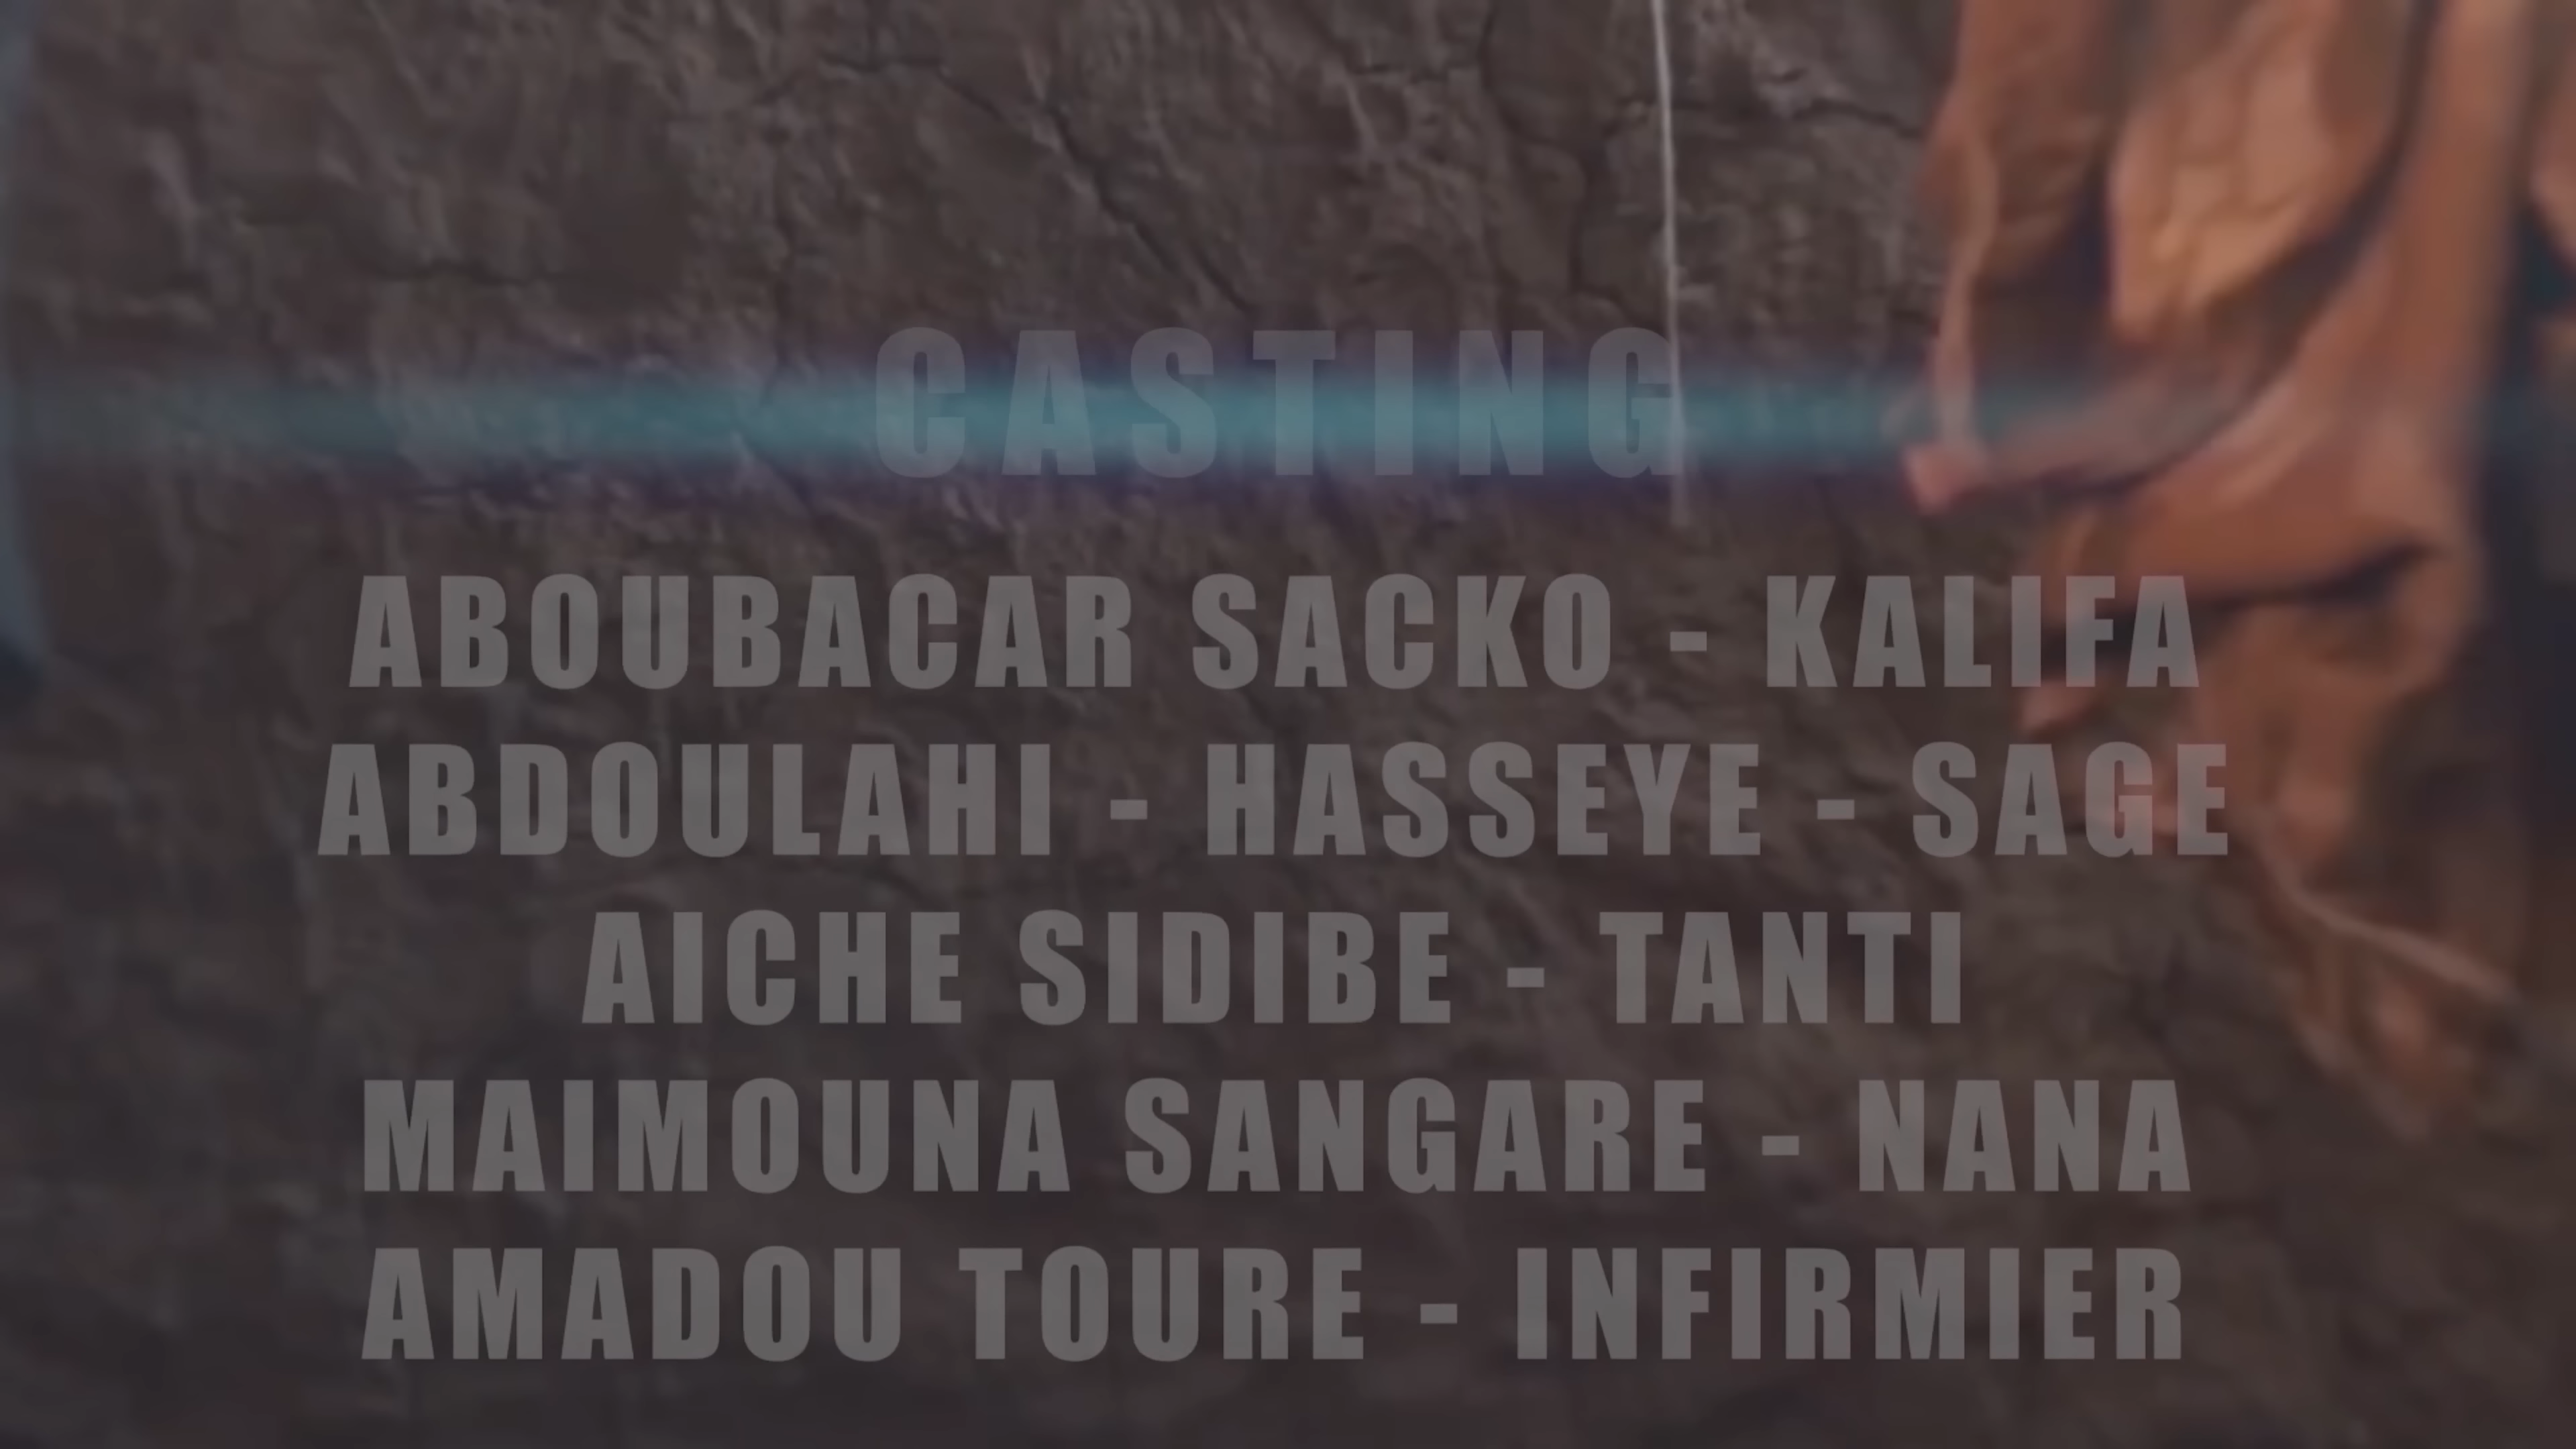 CASTING
ABOUBACAR SACKO - KALIFA
ABDOULAHI - HASSEYE - SAGE
AICHE SIDIBE - TANTI
MAIMOUNA SANGARE - NANA
AMADOU TOURE - INFIRMIER